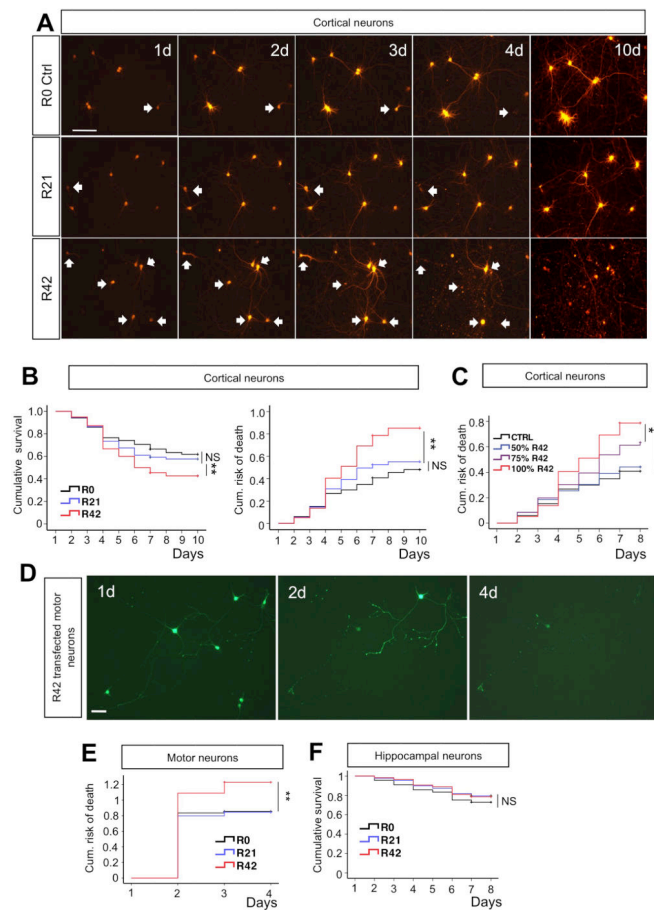 A
Cortical neurons
1d 2d 3d 4d 10d
R0 Ctrl
R21
R42
B
Cortical neurons
Cumulative survival
1.0
0.8
0.6
0.4
0.2
0.0
NS
**
R0
R21
R42
1 2 3 4 5 6 7 8 9 10
Days
Cum. risk of death
1.0
0.8
0.6
0.4
0.2
0
**
NS
1 2 3 4 5 6 7 8 9 10
Days
C
Cortical neurons
Cum. risk of death
0.8
0.6
0.4
0.2
0
*
CTRL
50% R42
75% R42
100% R42
1 2 3 4 5 6 7 8
Days
D
R42 transfected motor
neurons
1d 2d 4d
E
Motor neurons
Cum. risk of death
1.2
1
0.8
0.6
0.4
0.2
0
**
R0
R21
R42
1 2 3 4
Days
F
Hippocampal neurons
Cumulative survival
1.0
0.8
0.6
0.4
0.2
0
NS
R0
R21
R42
1 2 3 4 5 6 7 8
Days